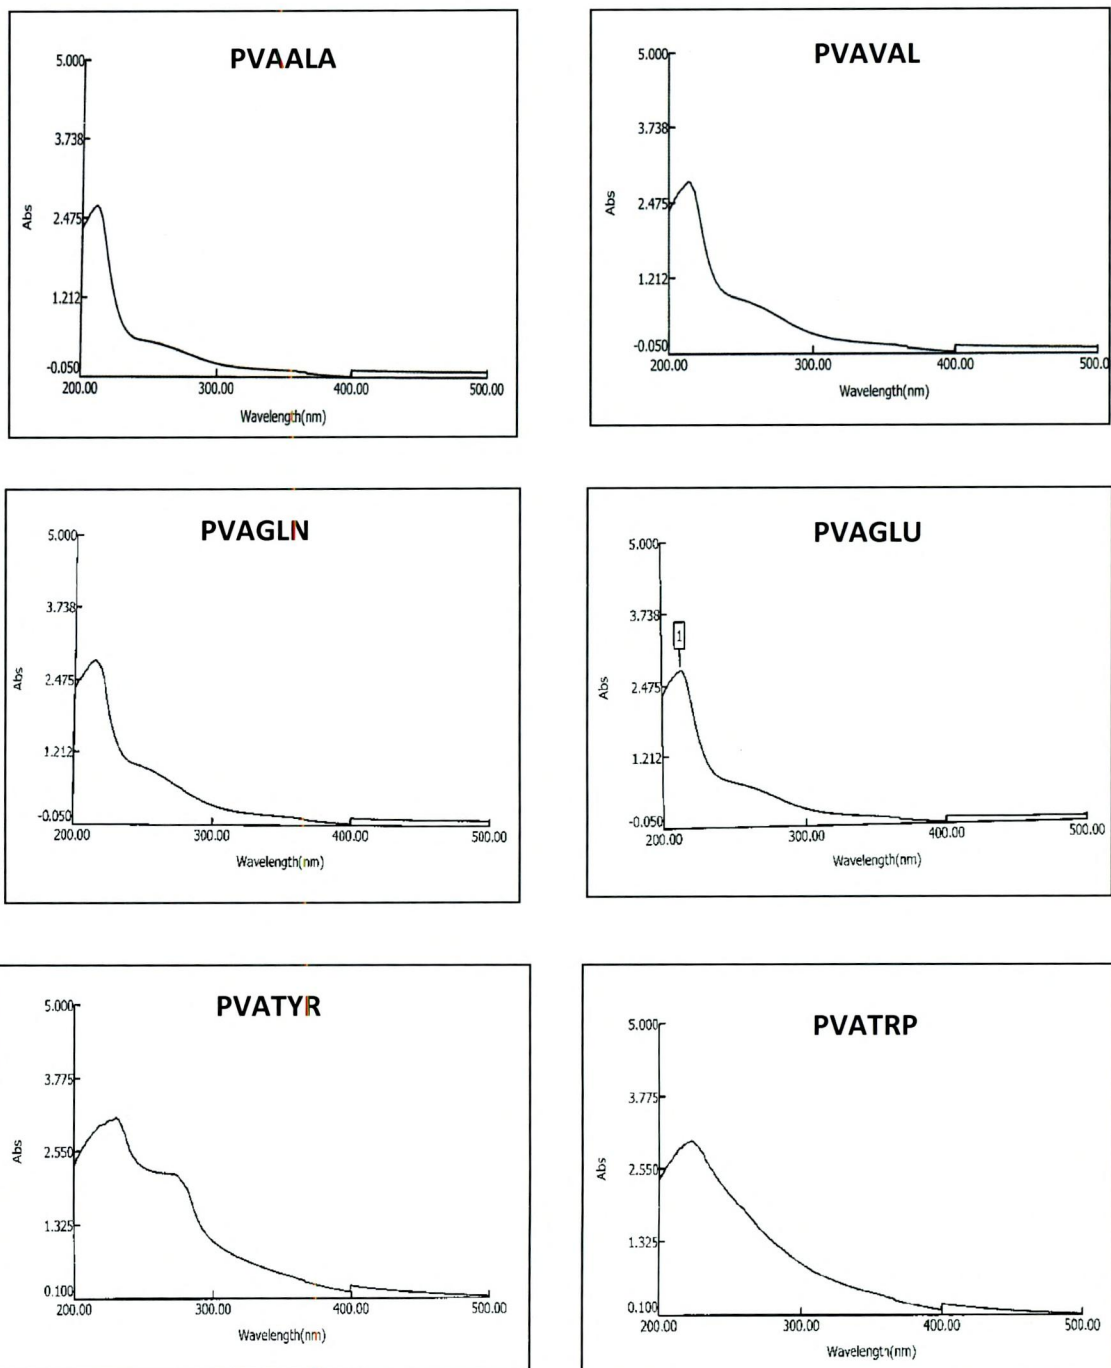 PVAALA
5.000
3.738
2.475
1.212
-0.050
Abs
200.00 300.00 400.00 500.00
Wavelength(nm)
PVAVAL
5.000
3.738
2.475
1.212
-0.050
Abs
200.00 300.00 400.00 500.0
Wavelength(nm)
PVAGLN
5.000
3.738
2.475
1.212
-0.050
Abs
200.00 300.00 400.00 500.00
Wavelength(nm)
PVAGLU
5.000
3.738
1
2.475
1.212
-0.050
Abs
200.00 300.00 400.00 500.00
Wavelength(nm)
PVATYR
5.000
3.775
2.550
1.325
0.100
Abs
200.00 300.00 400.00 500.00
Wavelength(nm)
PVATRP
5.000
3.775
2.550
1.325
0.100
Abs
200.00 300.00 400.00 500.00
Wavelength(nm)